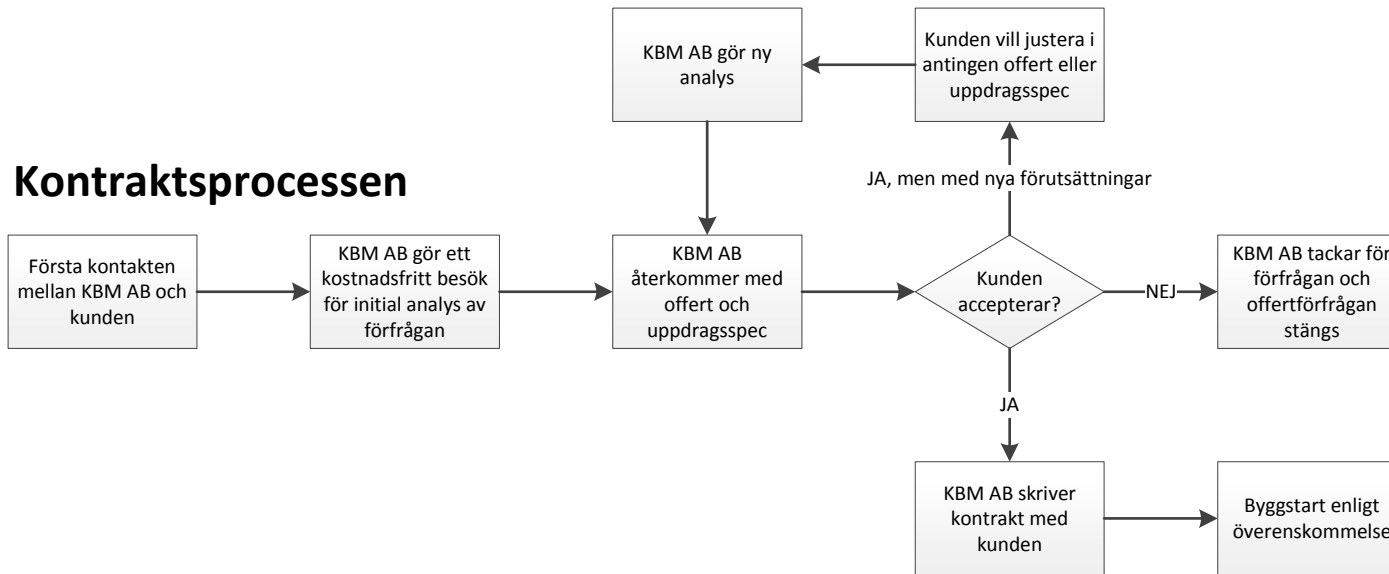 KBM AB gör ny
analys
Kunden vill justera i
antingen offert eller
uppdragsspec
Kontraktsprocessen
JA, men med nya förutsättningar
Första kontakten
mellan KBM AB och
kunden
KBM AB gör ett
kostnadsfritt besök
för initial analys av
förfrågan
KBM AB
återkommer med
offert och
uppdragsspec
Kunden
accepterar?
NEJ
KBM AB tackar för
förfrågan och
offertförfrågan
stängs
JA
KBM AB skriver
kontrakt med
kunden
Byggstart enligt
överenskommelse